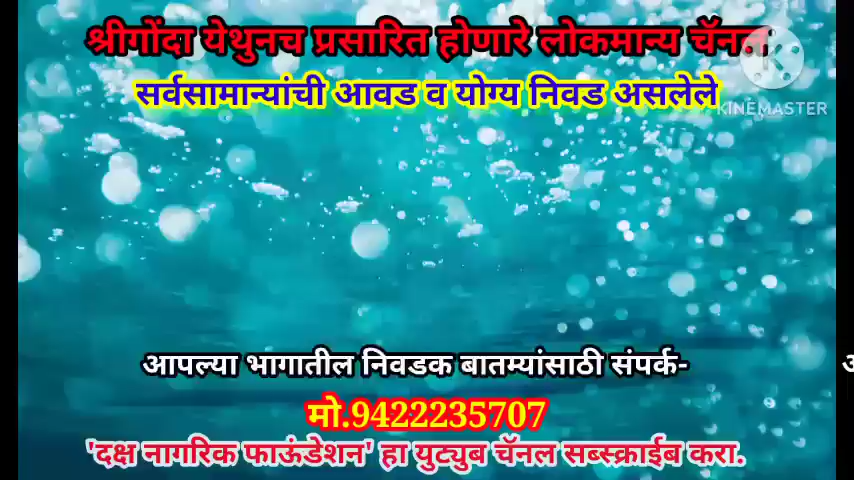 श्रीगोंदा येथुनच प्रसारित होणारे लोकमान्य चॅनल
सर्वसामान्यांची आवड व योग्य निवड असलेले
KINEMASTER
आपल्या भागातील निवडक बातम्यांसाठी संपर्क-
मो.9422235707
'दक्ष नागरिक फाऊंडेशन' हा युट्युब चॅनल सब्स्क्राईब करा.